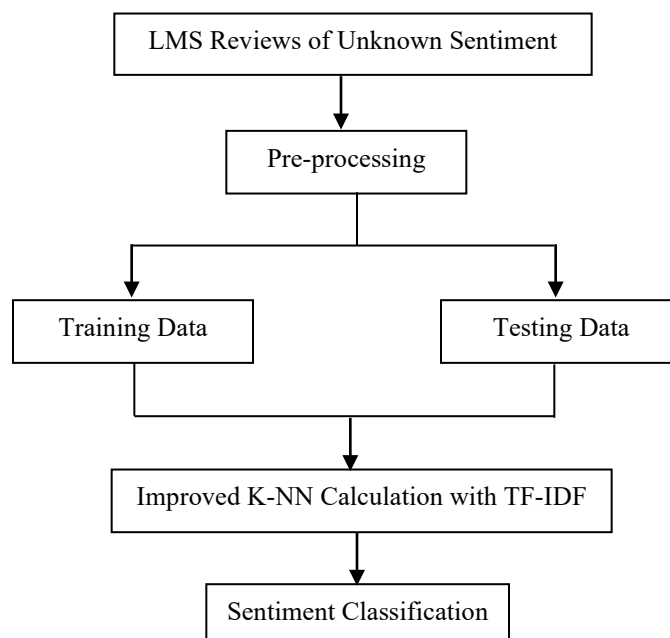 LMS Reviews of Unknown Sentiment
Pre-processing
Training Data
Testing Data
Improved K-NN Calculation with TF-IDF
Sentiment Classification